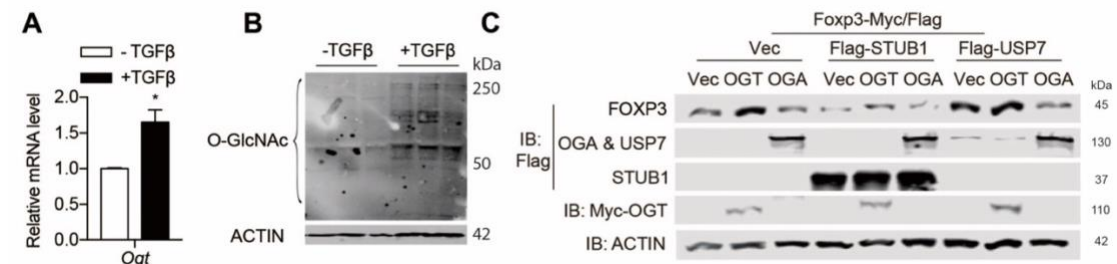 A
- TGFβ
+TGFβ
Relative mRNA level
2.0
1.5
1.0
0.5
0.0
*
Ogt
B
-TGFβ +TGFβ
kDa
250
O-GlcNAc
50
ACTIN 42
C
Foxp3-Myc/Flag
Vec Flag-STUB1 Flag-USP7
Vec OGT OGA Vec OGT OGA Vec OGT OGA
kDa
IB: Flag
FOXP3 45
OGA & USP7 130
STUB1 37
IB: Myc-OGT 110
IB: ACTIN 42